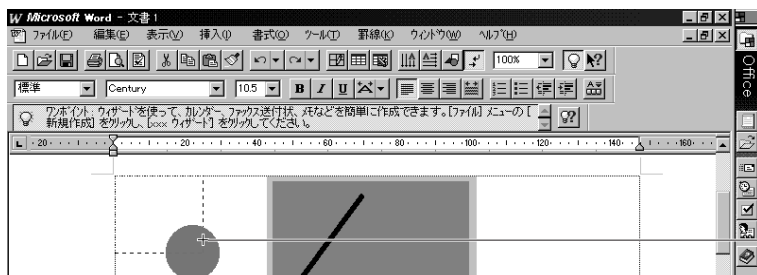 Microsoft Word - 文書1
ファイル(F) 編集(E) 表示(V) 挿入(I) 書式(O) ツール(T) 罫線(K) ウィンドウ(W) ヘルプ(H)
100%
標準 Century 10.5 B I U
ワンポイント: ウィザードを使って、カレンダー、ファックス送付状、メモなどを簡単に作成できます。[ファイル] メニューの [
新規作成] をクリックし、[xxx ウィザード] をクリックしてください。
20 20 40 60 80 100 120 140 160
Office